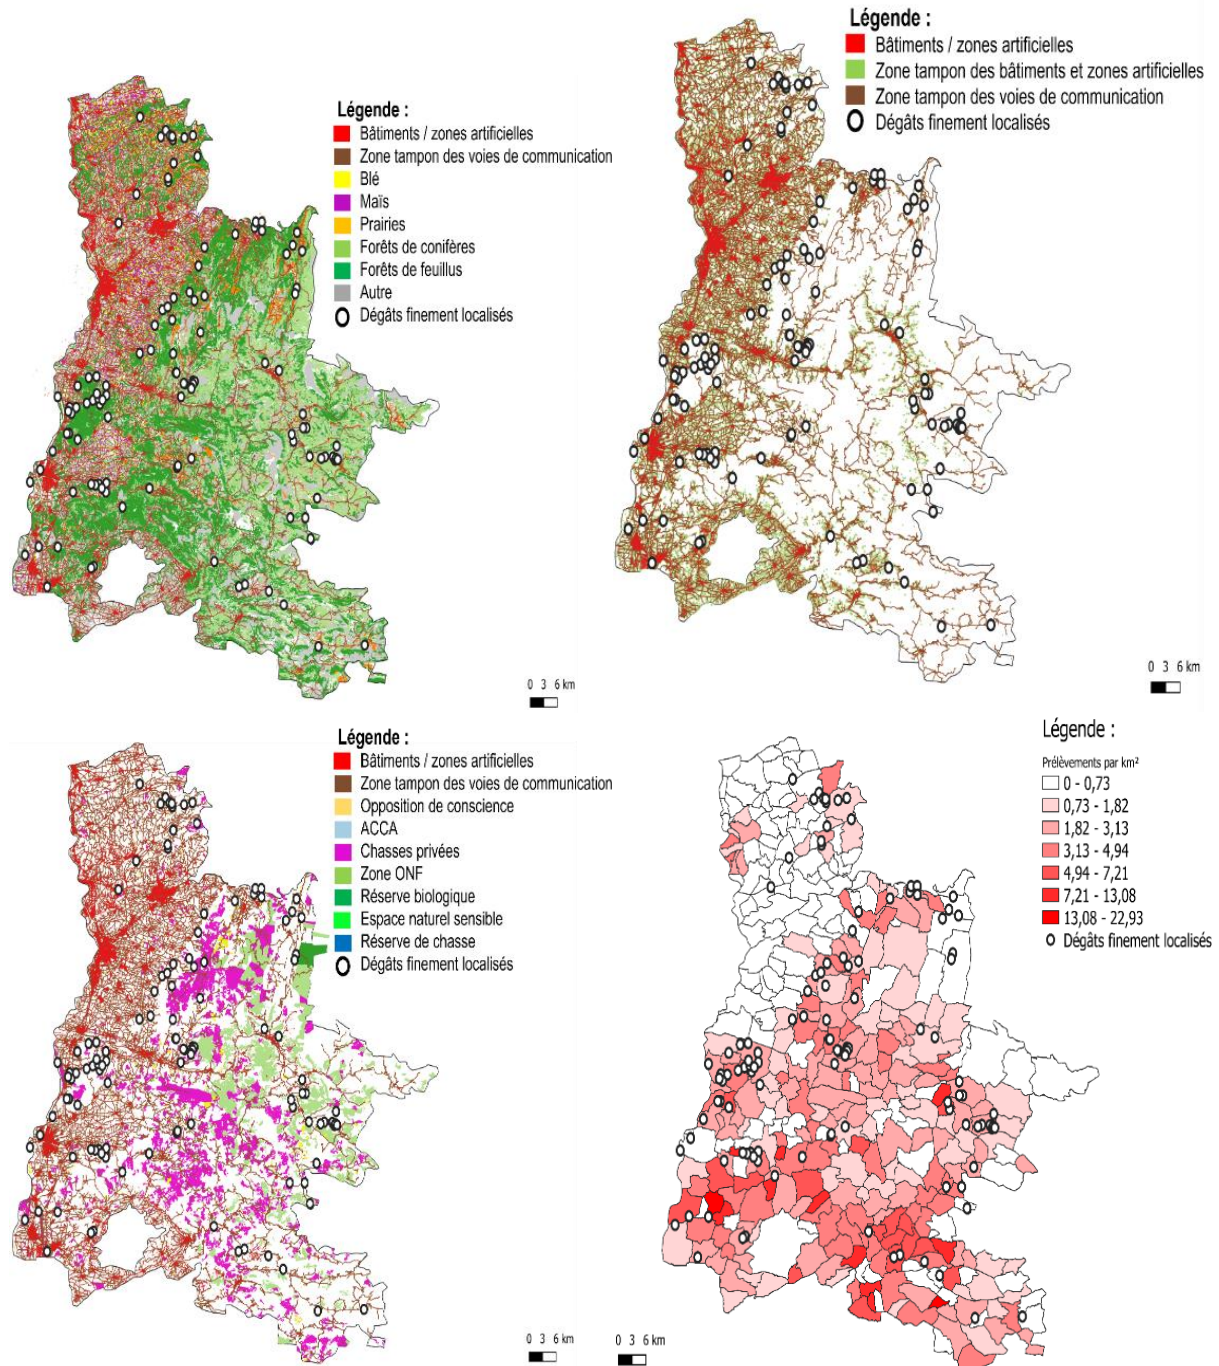 Légende :
Bâtiments / zones artificielles
Zone tampon des voies de communication
Blé
Maïs
Prairies
Forêts de conifères
Forêts de feuillus
Autre
Dégâts finement localisés
0 3 6 km
Légende :
Bâtiments / zones artificielles
Zone tampon des bâtiments et zones artificielles
Zone tampon des voies de communication
Dégâts finement localisés
0 3 6 km
Légende :
Bâtiments / zones artificielles
Zone tampon des voies de communication
Opposition de conscience
ACCA
Chasses privées
Zone ONF
Réserve biologique
Espace naturel sensible
Réserve de chasse
Dégâts finement localisés
0 3 6 km
Légende :
Prélèvements par km²
0 - 0,73
0,73 - 1,82
1,82 - 3,13
3,13 - 4,94
4,94 - 7,21
7,21 - 13,08
13,08 - 22,93
Dégâts finement localisés
0 3 6 km